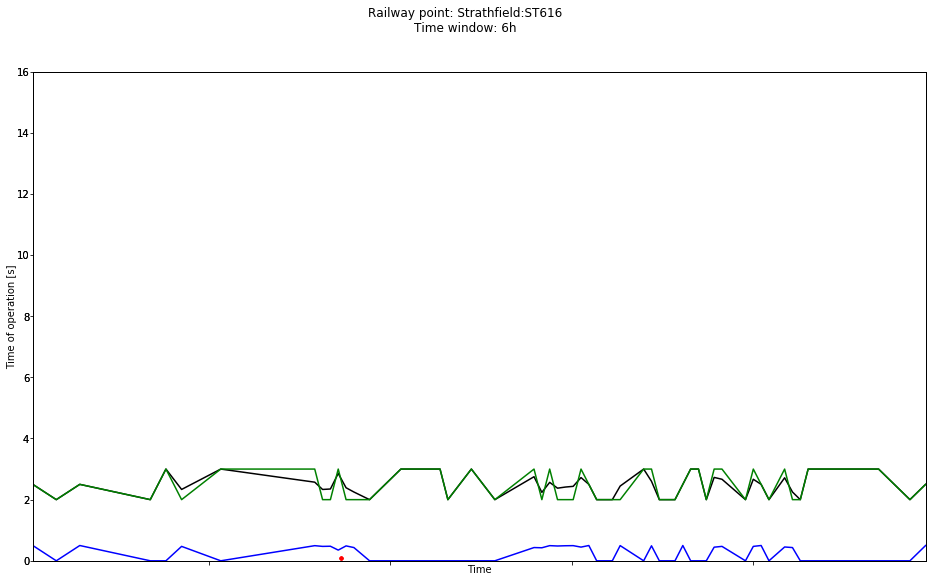 Railway point: Strathfield:ST616
Time window: 6h
16
14
12
10
8
6
4
2
0
Time of operation [s]
Time